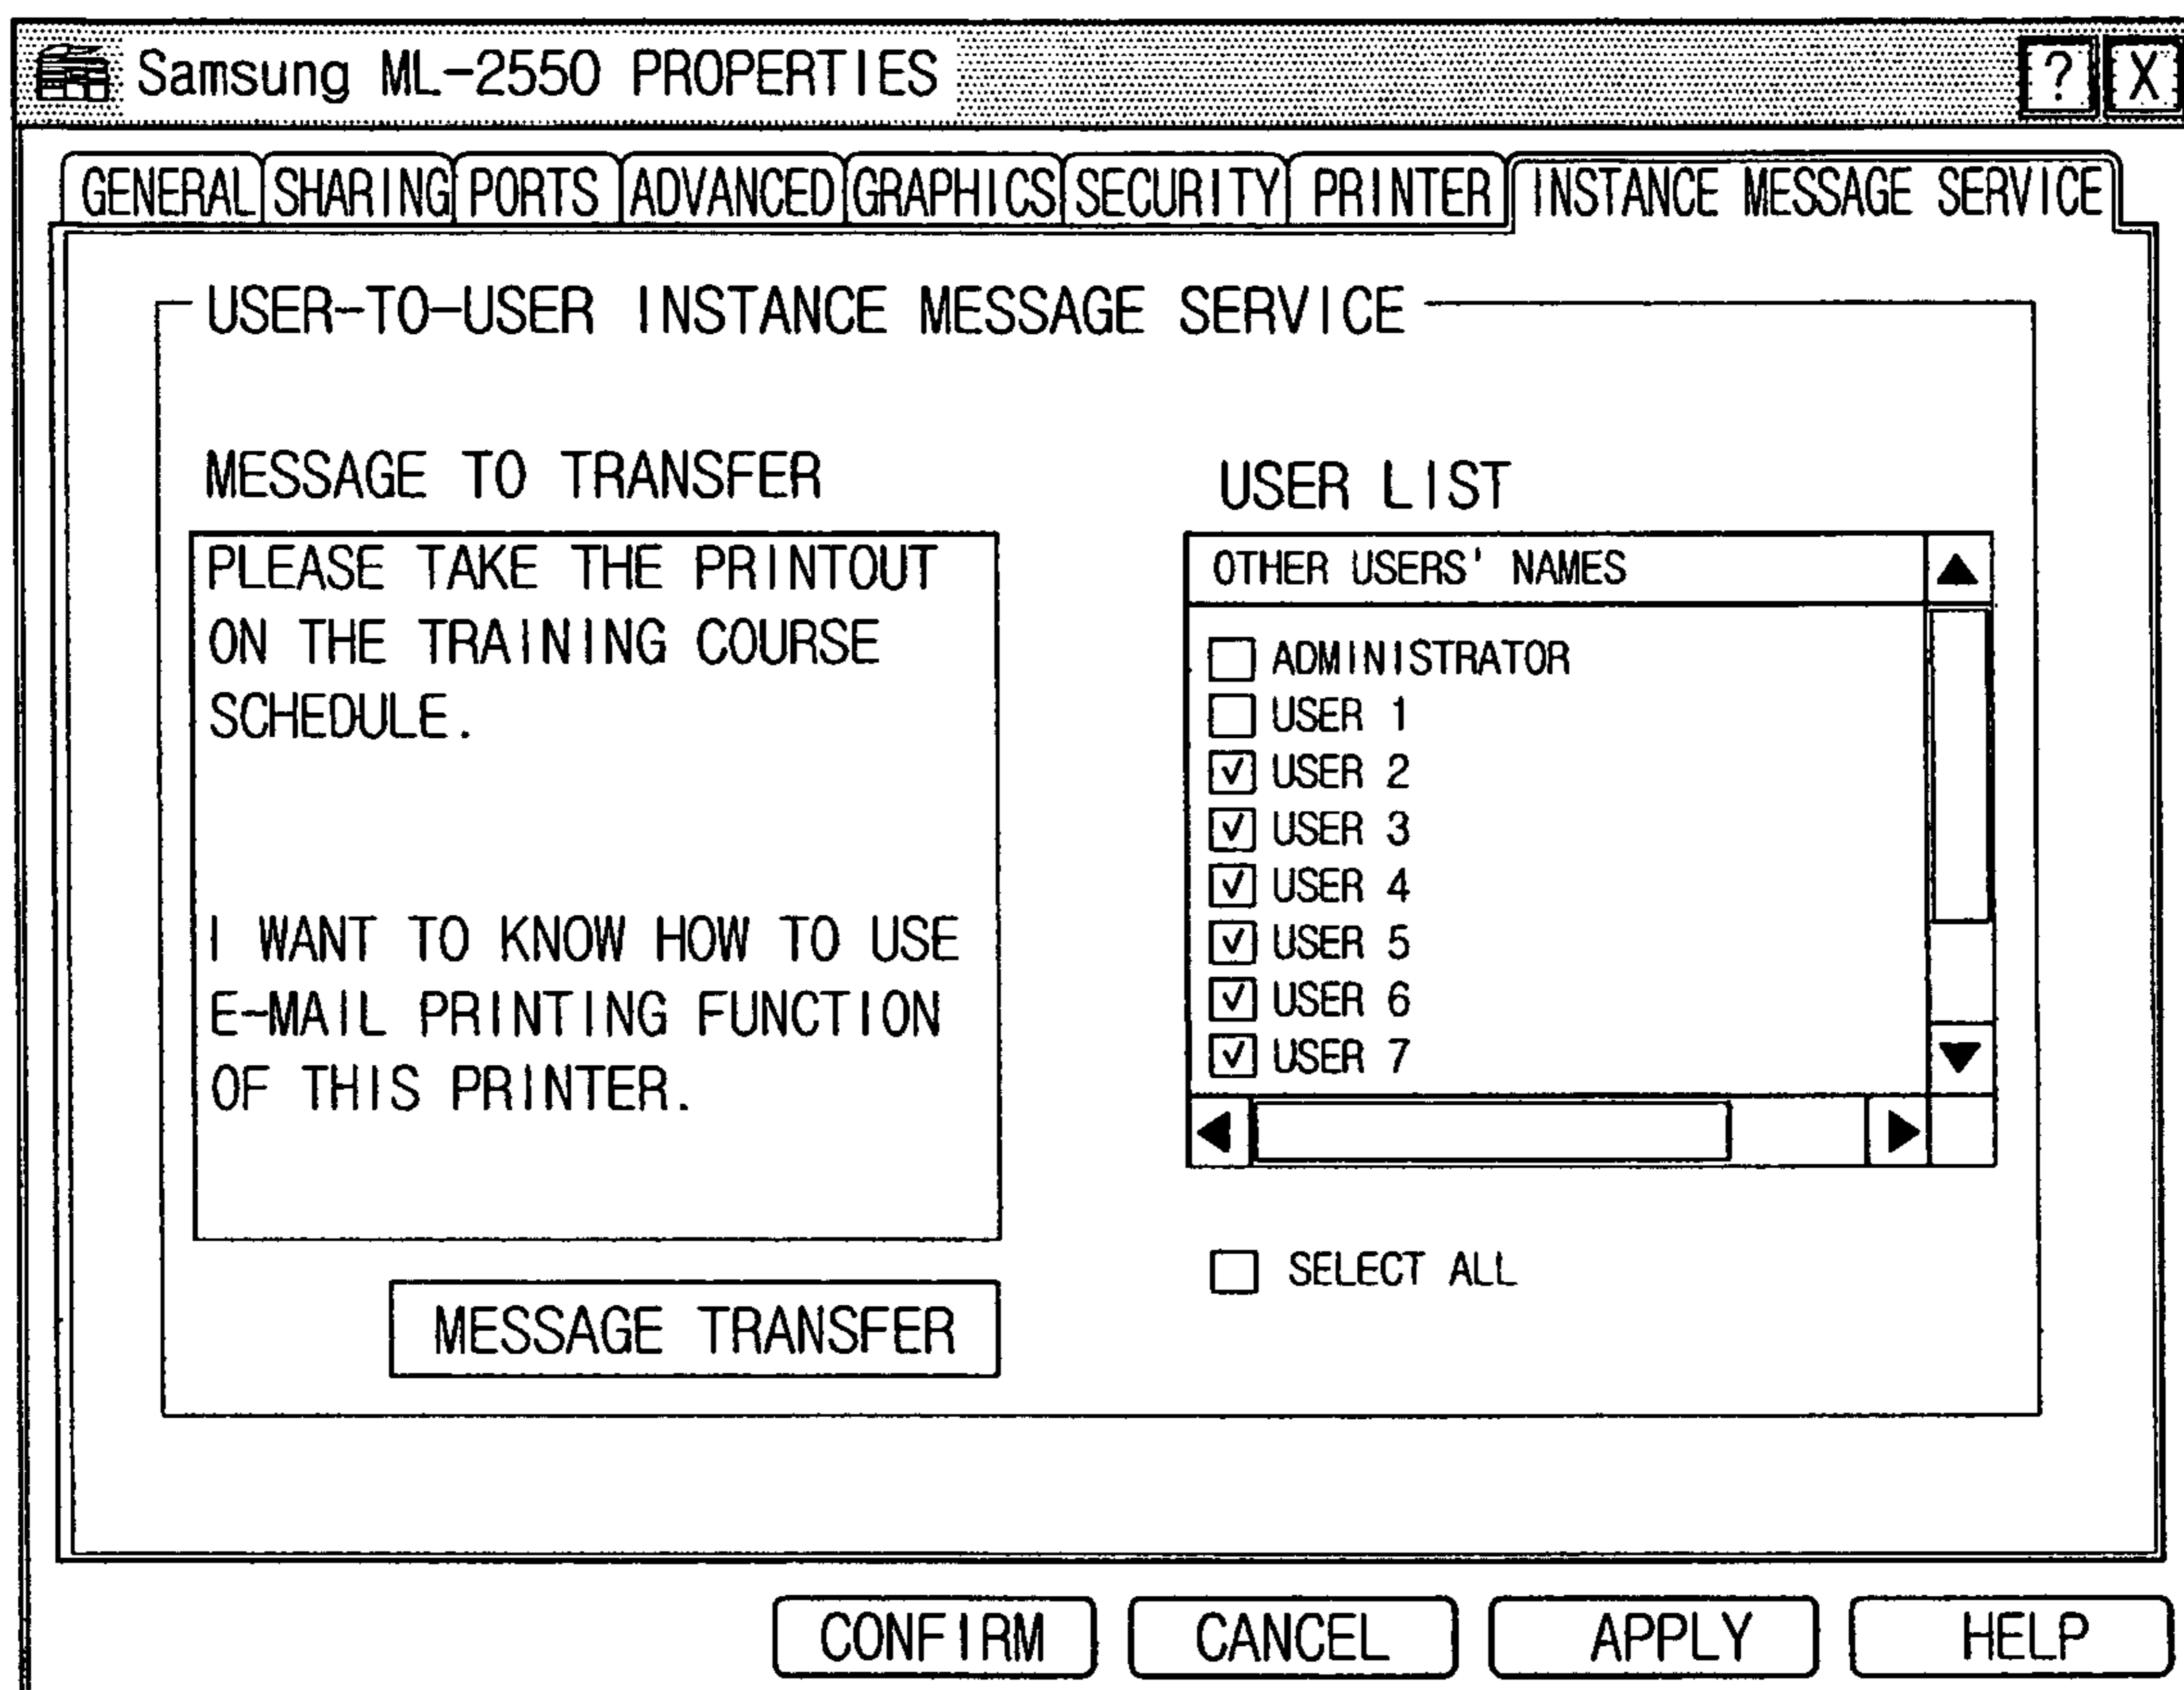 Samsung ML-2550 PROPERTIES ? X
GENERAL SHARING PORTS ADVANCED GRAPHICS SECURITY PRINTER INSTANCE MESSAGE SERVICE
USER-TO-USER INSTANCE MESSAGE SERVICE
MESSAGE TO TRANSFER
PLEASE TAKE THE PRINTOUT
ON THE TRAINING COURSE
SCHEDULE.
I WANT TO KNOW HOW TO USE
E-MAIL PRINTING FUNCTION
OF THIS PRINTER.
MESSAGE TRANSFER
USER LIST
OTHER USERS' NAMES
ADMINISTRATOR
USER 1
USER 2
USER 3
USER 4
USER 5
USER 6
USER 7
SELECT ALL
CONFIRM CANCEL APPLY HELP